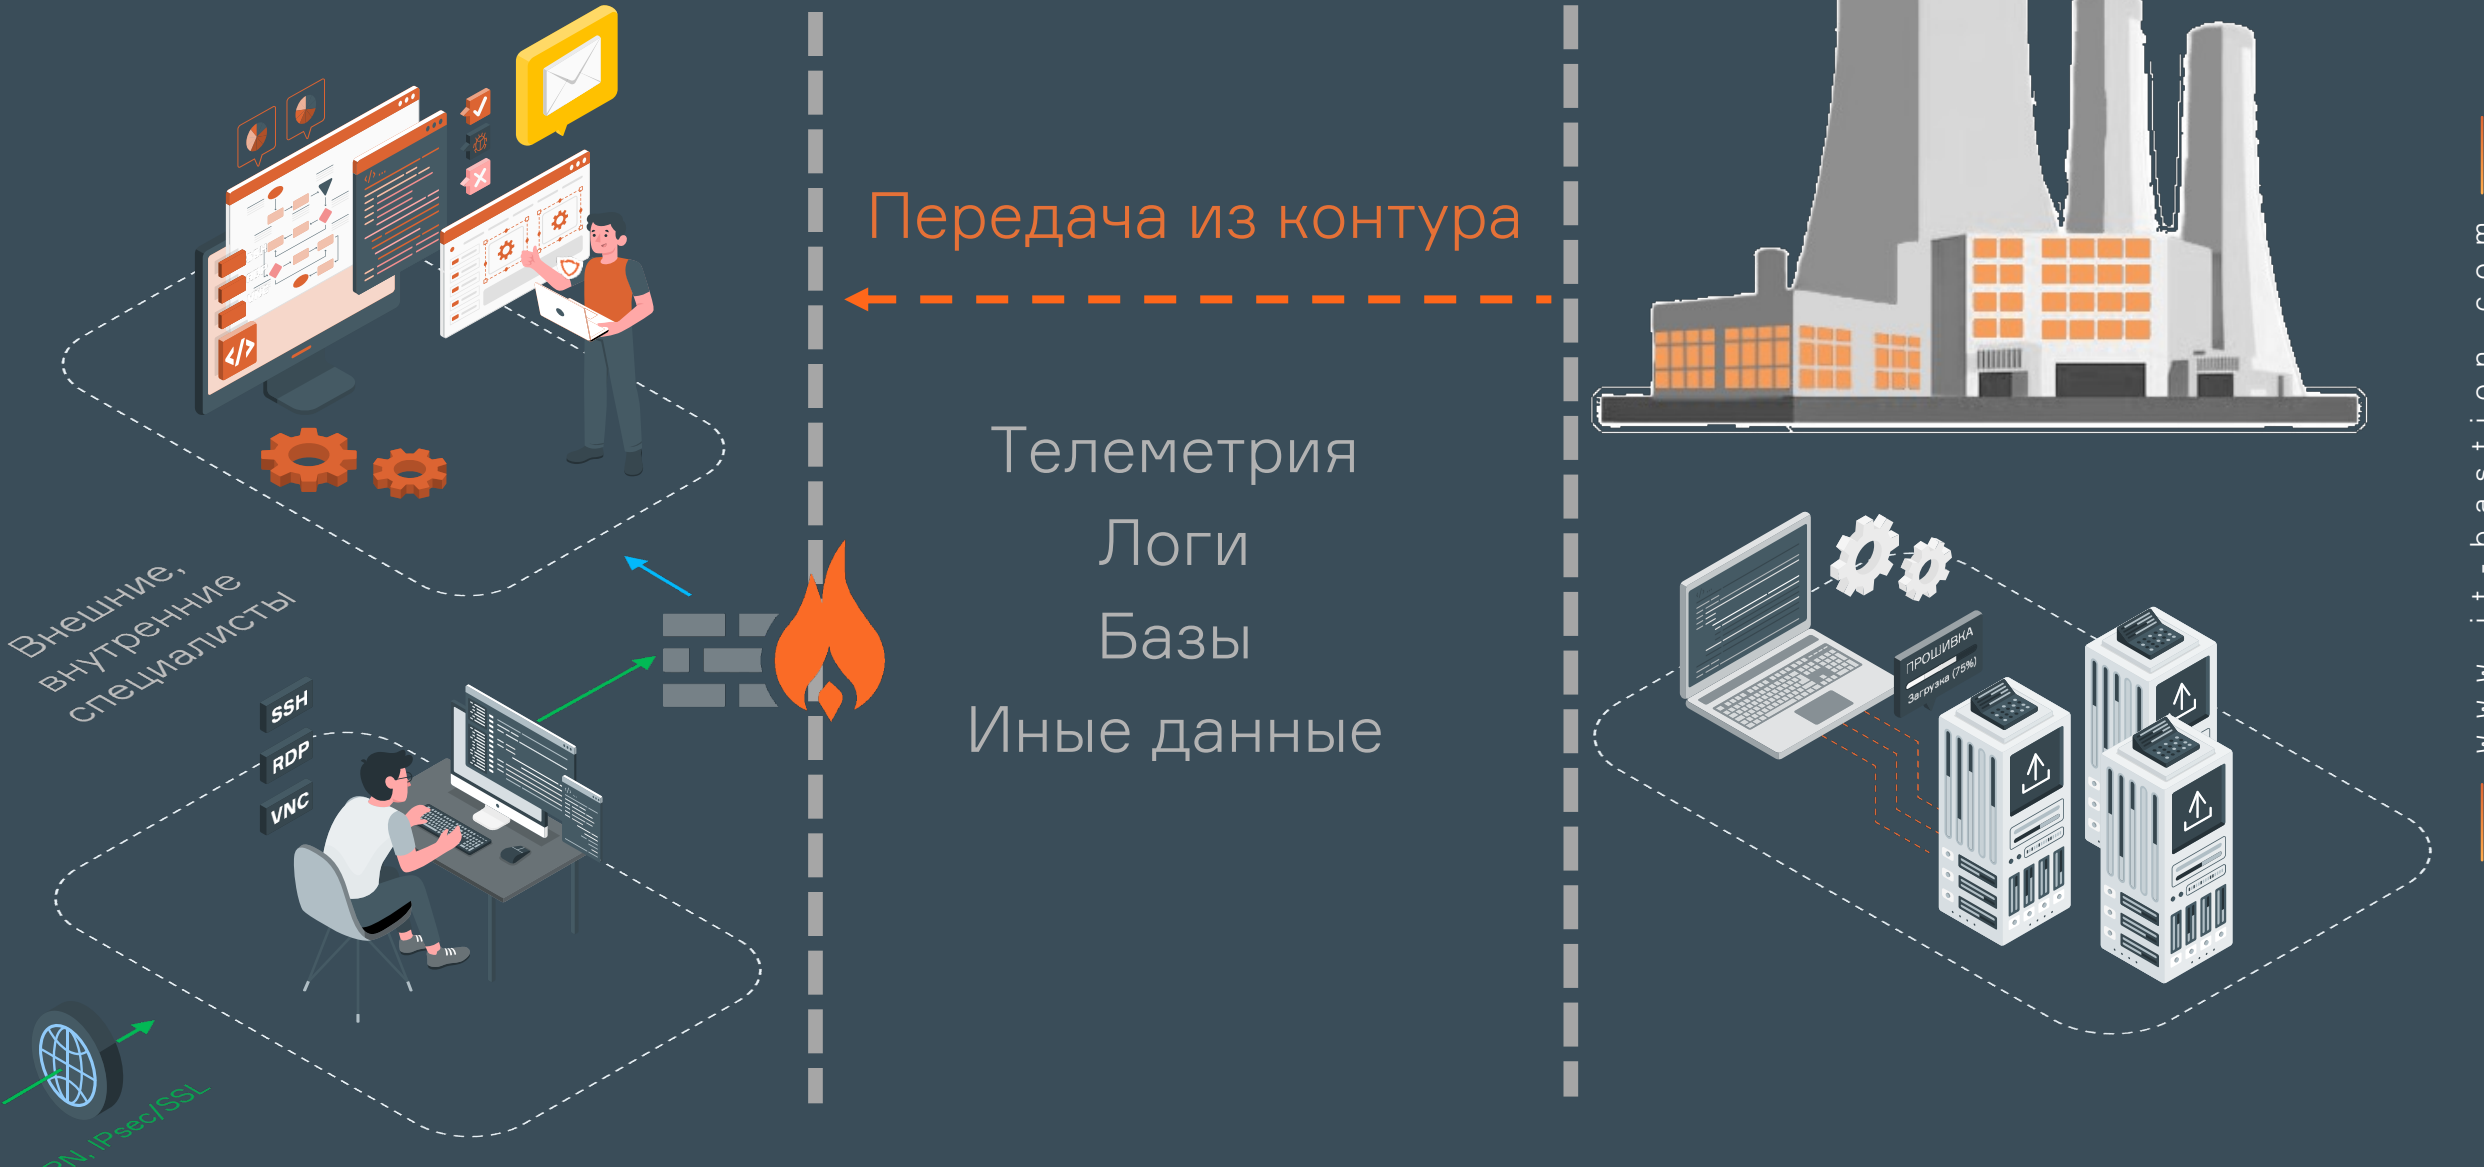 Передача из контура
Телеметрия
Логи
Базы
Иные данные
Внешние,
внутренние
специалисты
SSH
RDP
VNC
IPsec/SSL
ПРОШИВКА
Загрузка (75%)
www.it-bastion.com